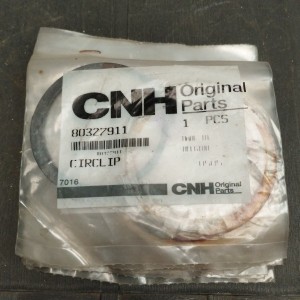 CNH Original Parts
80327911
1 PCS
CIRCLIP
7016
CNH Original Parts